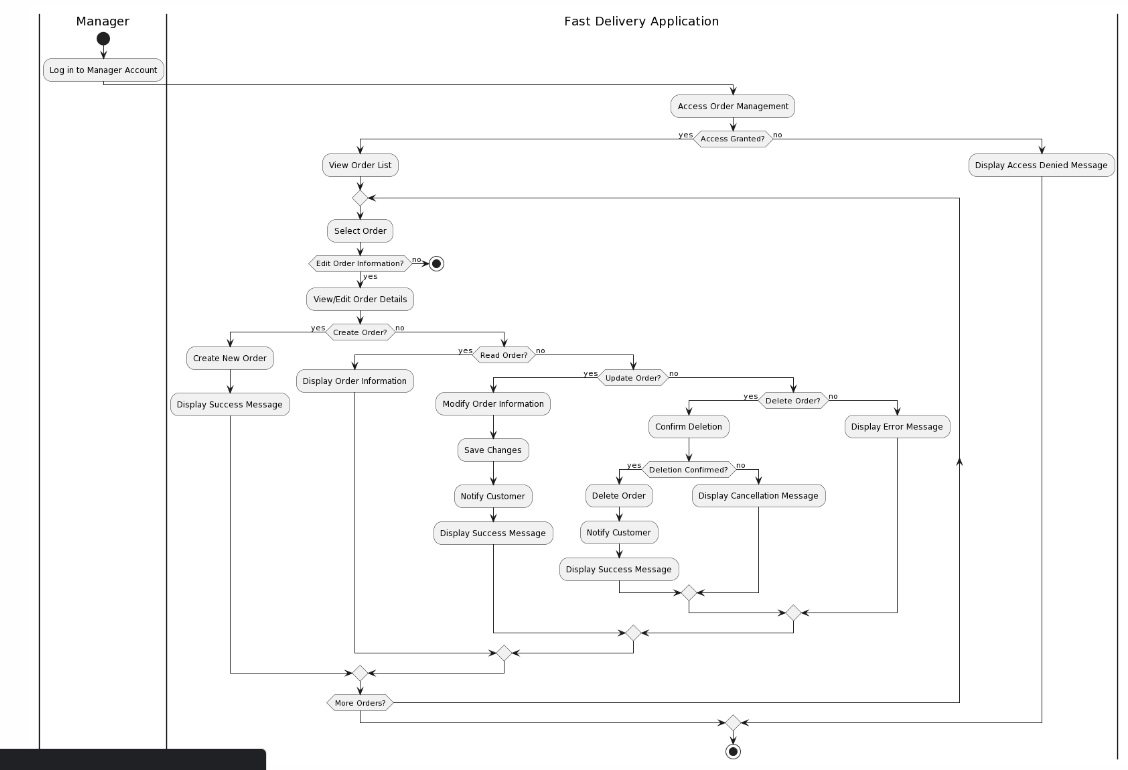 Manager
Fast Delivery Application
Log in to Manager Account
Access Order Management
yes
Access Granted?
no
View Order List
Display Access Denied Message
Select Order
Edit Order Information?
no
yes
View/Edit Order Details
yes
Create Order?
no
Create New Order
yes
Read Order?
no
Display Order Information
yes
Update Order?
no
Display Success Message
Modify Order Information
yes
Delete Order?
no
Confirm Deletion
Display Error Message
Save Changes
yes
Deletion Confirmed?
no
Notify Customer
Delete Order
Display Cancellation Message
Display Success Message
Notify Customer
Display Success Message
More Orders?